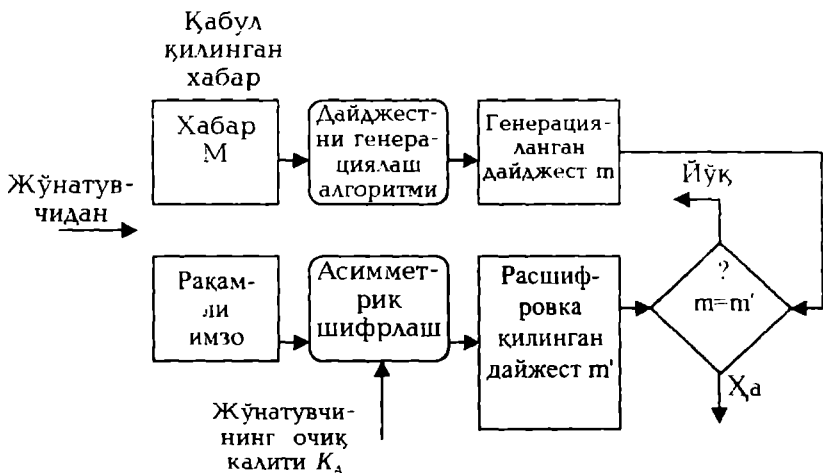 Қабул
қилинган
хабар
Хабар
М
Дайджест-
ни генера-
циялаш
алгоритми
Генерация-
ланган
дайджест m
Йўқ
Жўнатув-
чидан
Рақам-
ли
имзо
Асиммет-
рик
шифрлаш
Расшиф-
ровка
қилинган
дайжест m'
?
m=m'
Ҳа
Жўнатувчи-
нинг очиқ
калити K_A